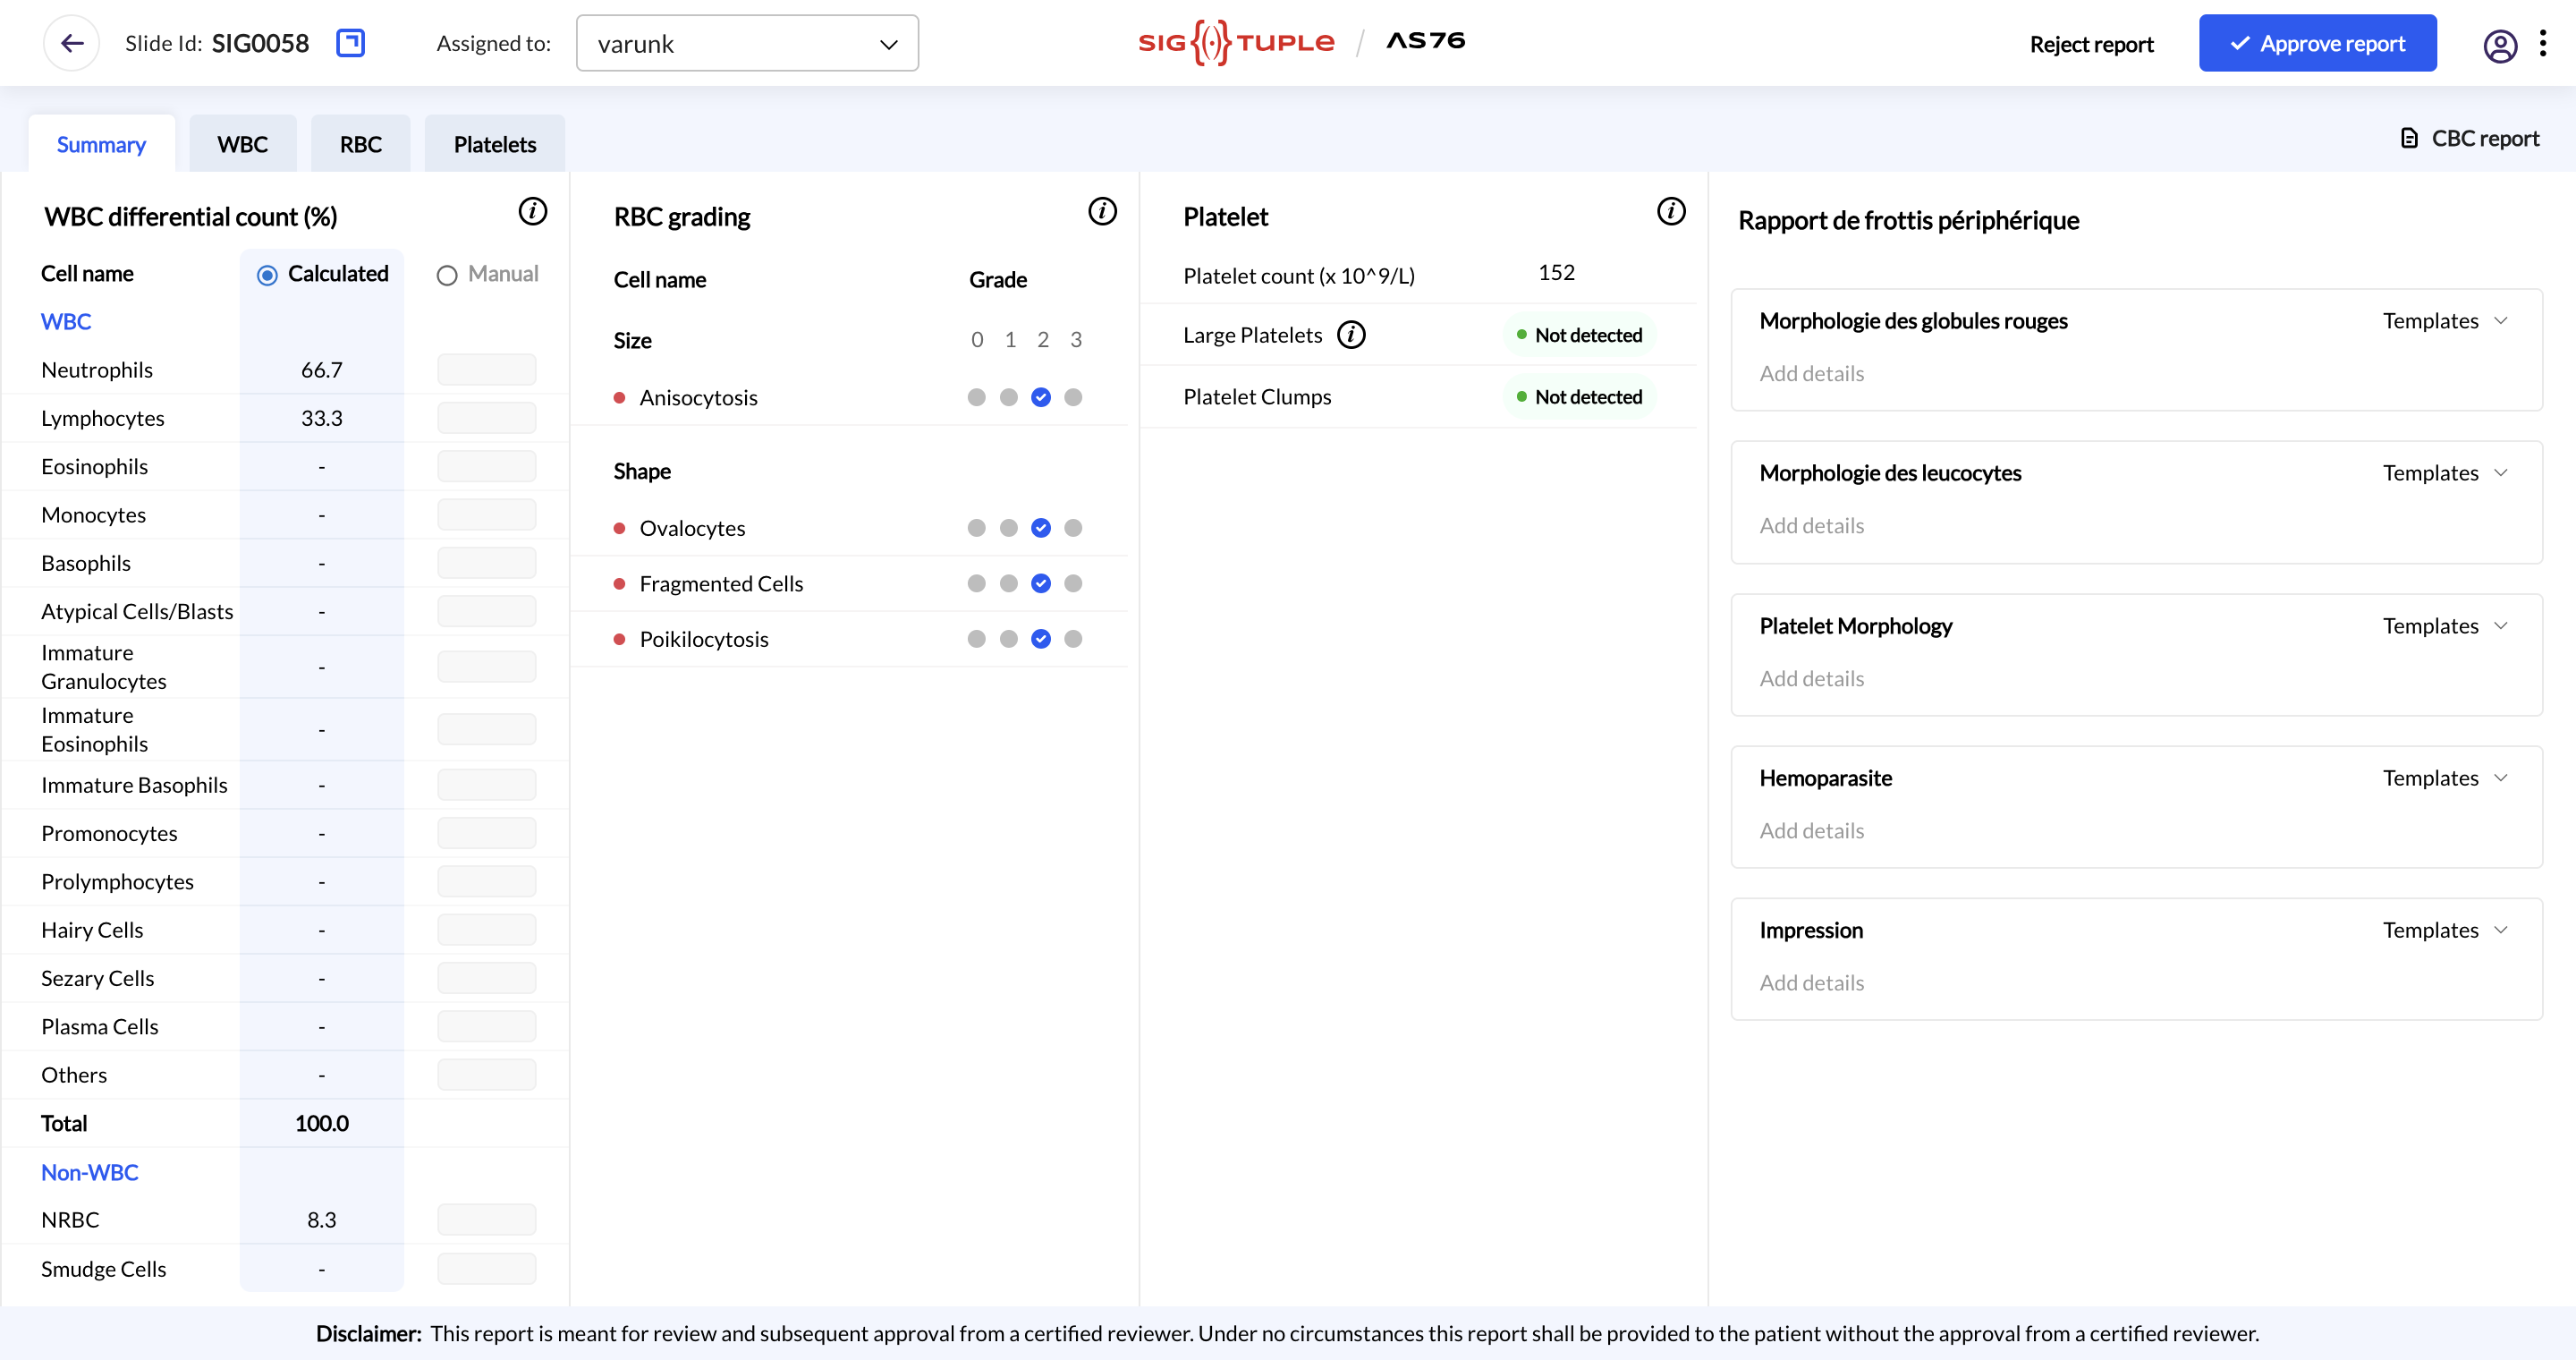 Slide Id: SIG0058
Assigned to: varunk
SIG{(·)}TUPLE / AS76
Reject report
Approve report
Summary
WBC
RBC
Platelets
CBC report
WBC differential count (%)
Cell name Calculated Manual
WBC
Neutrophils 66.7
Lymphocytes 33.3
Eosinophils -
Monocytes -
Basophils -
Atypical Cells/Blasts -
Immature
Granulocytes -
Immature
Eosinophils -
Immature Basophils -
Promonocytes -
Prolymphocytes -
Hairy Cells -
Sezary Cells -
Plasma Cells -
Others -
Total 100.0
Non-WBC
NRBC 8.3
Smudge Cells -
RBC grading
Cell name Grade
Size 0 1 2 3
Anisocytosis
Shape
Ovalocytes
Fragmented Cells
Poikilocytosis
Platelet
Platelet count (x 10^9/L) 152
Large Platelets Not detected
Platelet Clumps Not detected
Rapport de frottis périphérique
Morphologie des globules rouges Templates
Add details
Morphologie des leucocytes Templates
Add details
Platelet Morphology Templates
Add details
Hemoparasite Templates
Add details
Impression Templates
Add details
Disclaimer: This report is meant for review and subsequent approval from a certified reviewer. Under no circumstances this report shall be provided to the patient without the approval from a certified reviewer.